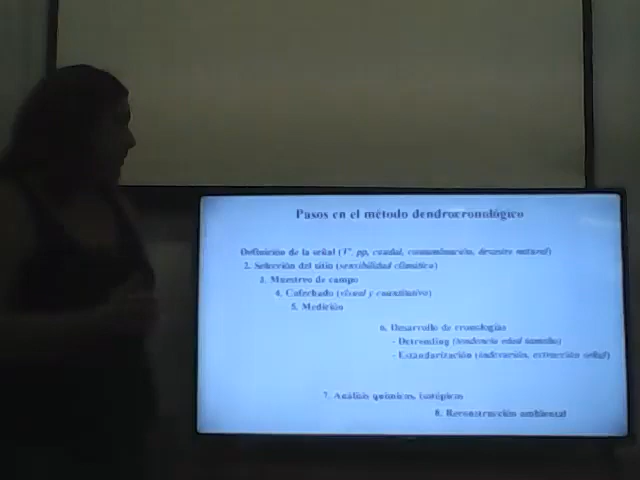 Pasos en el método dendrocronológico
Definición de la señal (T°, pp, caudal, contaminación, desastre natural)
2. Selección del sitio (sensibilidad climática)
3. Muestreo de campo
4. Cofechado (visual y cuantitativo)
5. Medición
6. Desarrollo de cronologías
- Detrending (tendencia edad tamaño)
- Estandarización (indexación, extracción señal)
7. Análisis químicos, isotópicos
8. Reconstrucción ambiental